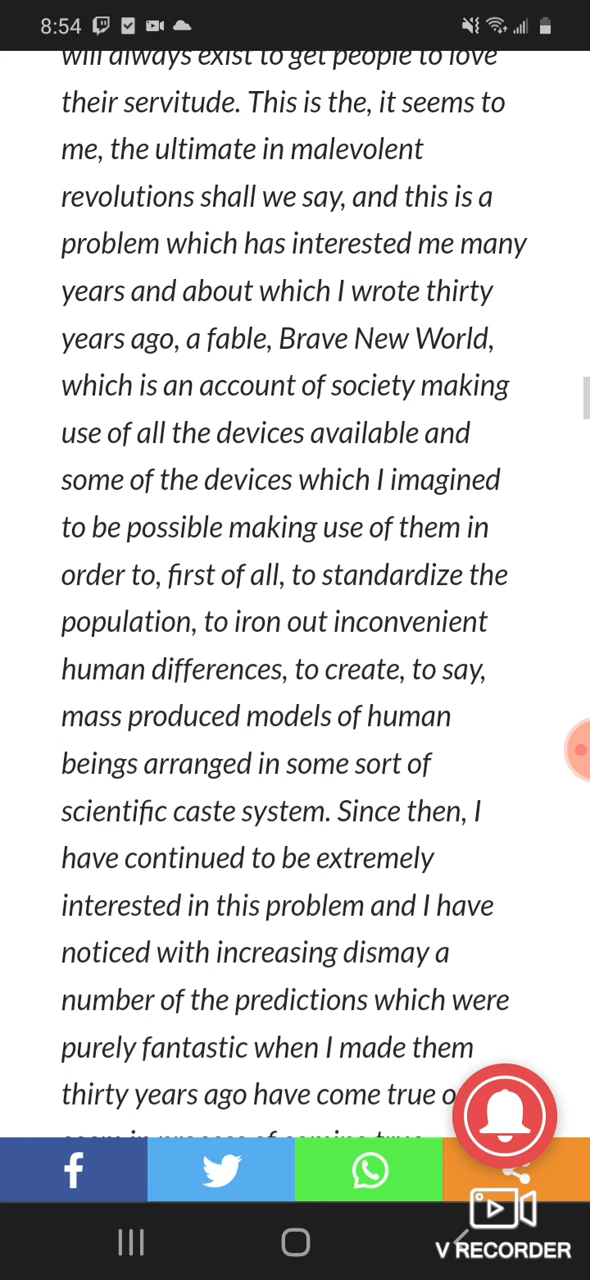 8:54
will always exist to get people to love
their servitude. This is the, it seems to
me, the ultimate in malevolent
revolutions shall we say, and this is a
problem which has interested me many
years and about which I wrote thirty
years ago, a fable, Brave New World,
which is an account of society making
use of all the devices available and
some of the devices which I imagined
to be possible making use of them in
order to, first of all, to standardize the
population, to iron out inconvenient
human differences, to create, to say,
mass produced models of human
beings arranged in some sort of
scientific caste system. Since then, I
have continued to be extremely
interested in this problem and I have
noticed with increasing dismay a
number of the predictions which were
purely fantastic when I made them
thirty years ago have come true
V RECORDER